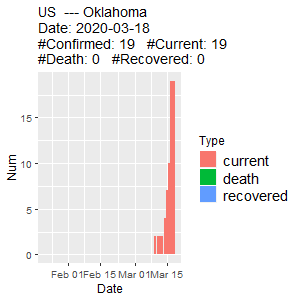 US --- Oklahoma
Date: 2020-03-18
#Confirmed: 19 #Current: 19
#Death: 0 #Recovered: 0
Num
15
10
5
0
Feb 01 Feb 15 Mar 01 Mar 15
Date
Type
current
death
recovered